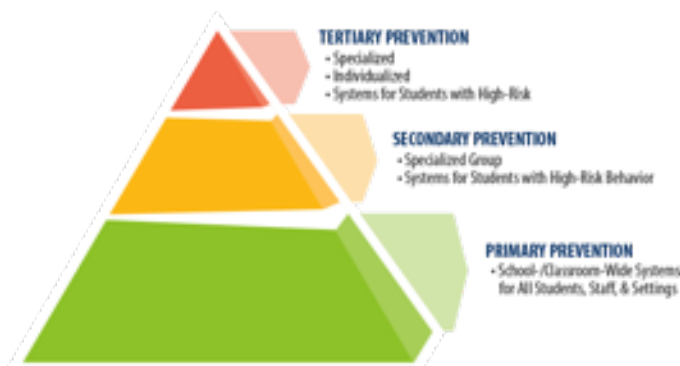 TERTIARY PREVENTION
• Specialized
• Individualized
• Systems for Students with High-Risk
SECONDARY PREVENTION
• Specialized Group
• Systems for Students with High-Risk Behavior
PRIMARY PREVENTION
• School-/Classroom-Wide Systems
for All Students, Staff, & Settings